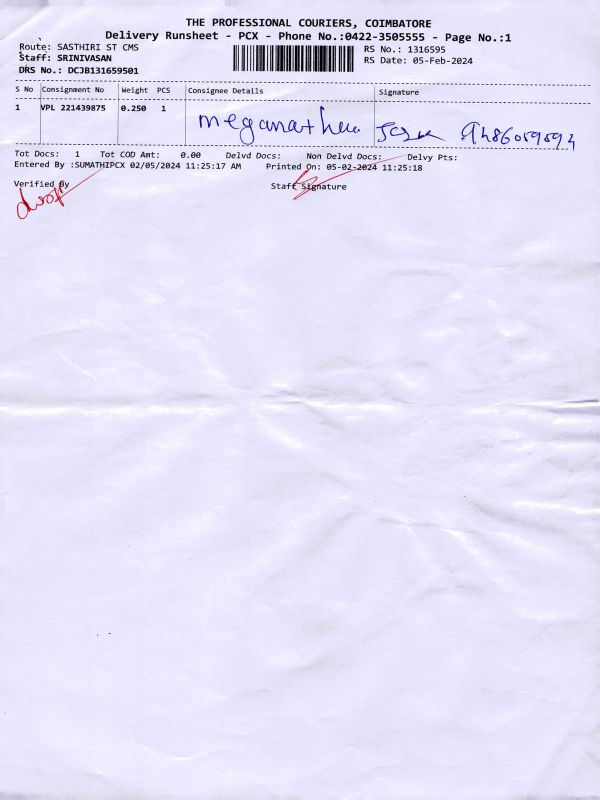 THE PROFESSIONAL COURIERS, COIMBATORE
Delivery Runsheet - PCX - Phone No.:0422-3505555 - Page No.:1
Route: SASTHIRI ST CMS
RS No.: 1316595
Staff: SRINIVASAN
RS Date: 05-Feb-2024
DRS No.: DCJB131659501
S No Consignment No Weight PCS Consignee Details Signature
1 VPL 221439875 0.250 1 meganathan
Tot Docs: 1 Tot COD Amt: 0.00 Delvd Docs: Non Delvd Docs: Delvy Pts:
Entered By :SUMATHIPCX 02/05/2024 11:25:17 AM Printed On: 05-02-2024 11:25:18
Verified By
Staff Signature